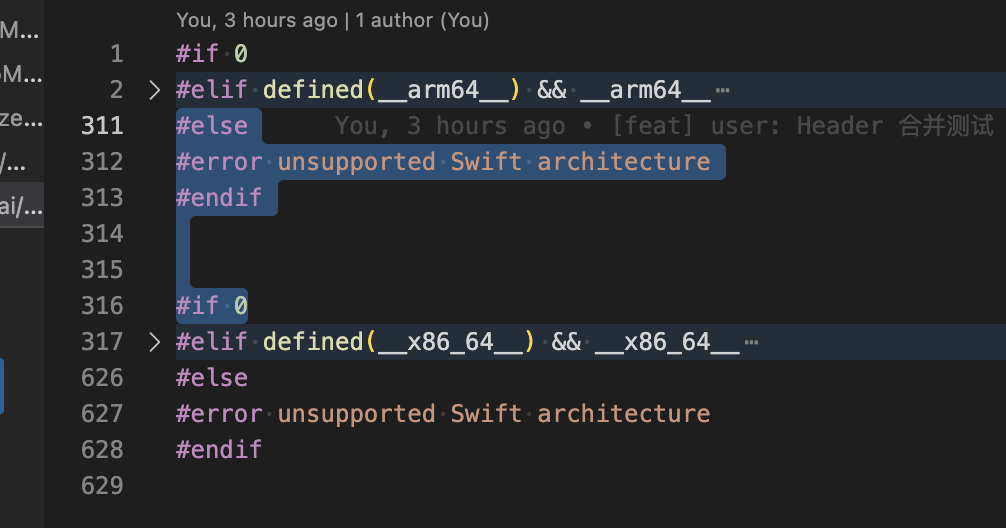 You, 3 hours ago | 1 author (You)
1 #if 0
2 #elif defined(__arm64__) && __arm64__ …
311 #else You, 3 hours ago • [feat] user: Header 合并测试
312 #error unsupported Swift architecture
313 #endif
314
315
316 #if 0
317 #elif defined(__x86_64__) && __x86_64__ …
626 #else
627 #error unsupported Swift architecture
628 #endif
629
M...
M...
ze...
/...
ai/...